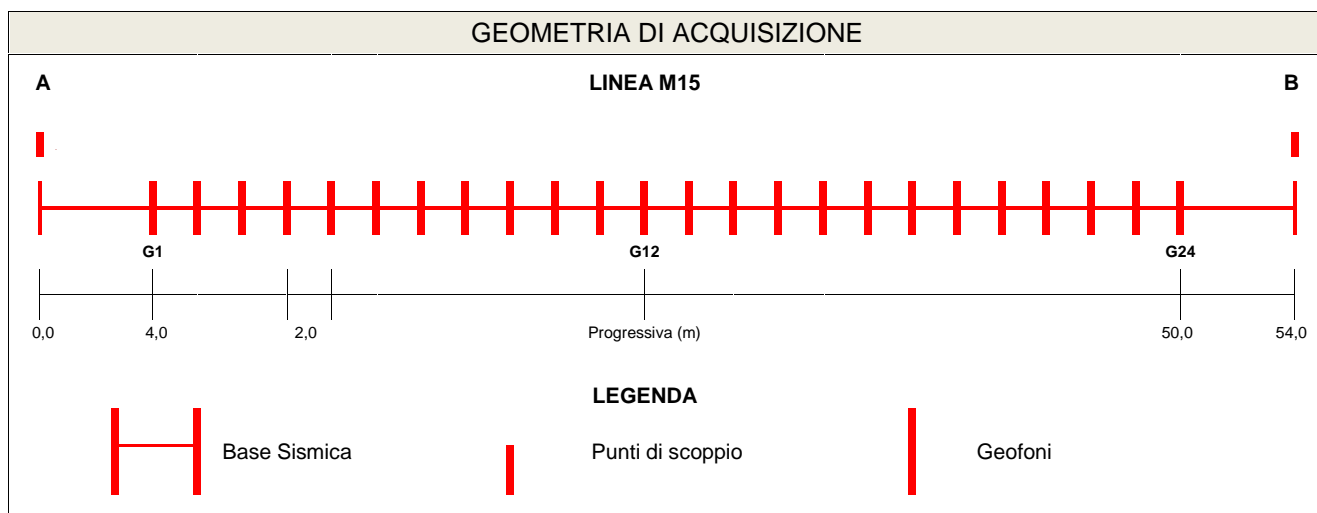 GEOMETRIA DI ACQUISIZIONE
A LINEA M15 B
G1 G12 G24
0,0 4,0 2,0 Progressiva (m) 50,0 54,0
LEGENDA
Base Sismica Punti di scoppio Geofoni